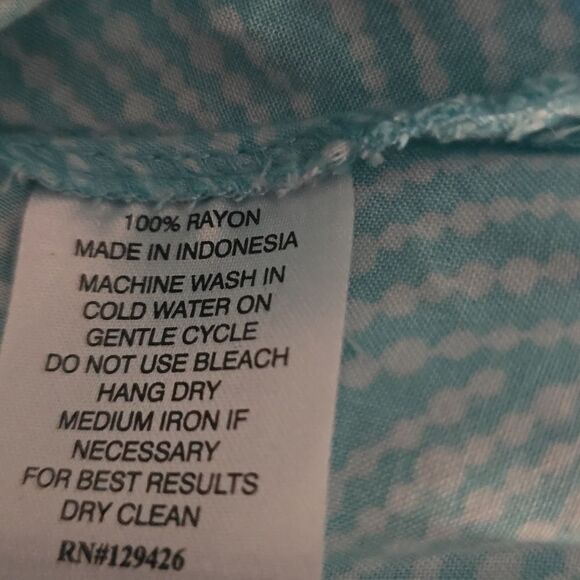 100% RAYON
MADE IN INDONESIA
MACHINE WASH IN
COLD WATER ON
GENTLE CYCLE
DO NOT USE BLEACH
HANG DRY
MEDIUM IRON IF
NECESSARY
FOR BEST RESULTS
DRY CLEAN
RN#129426